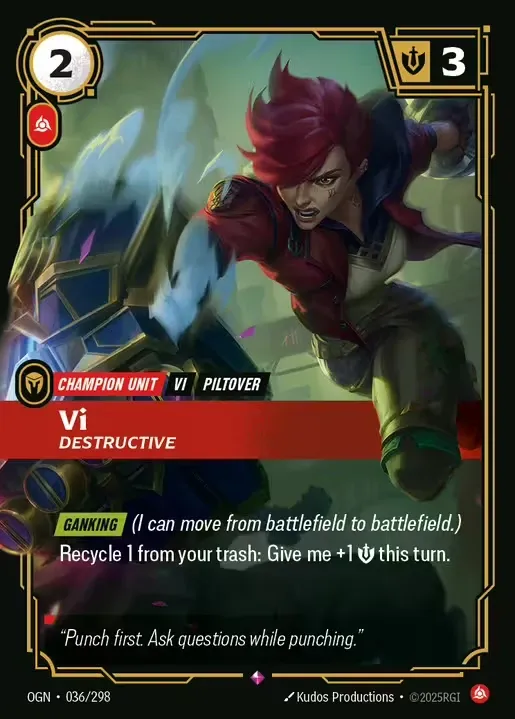 2
3
CHAMPION UNIT VI PILTOVER
Vi
DESTRUCTIVE
GANKING (I can move from battlefield to battlefield.)
Recycle 1 from your trash: Give me +1 this turn.
“Punch first. Ask questions while punching.”
OGN • 036/298 Kudos Productions • ©2025RGI